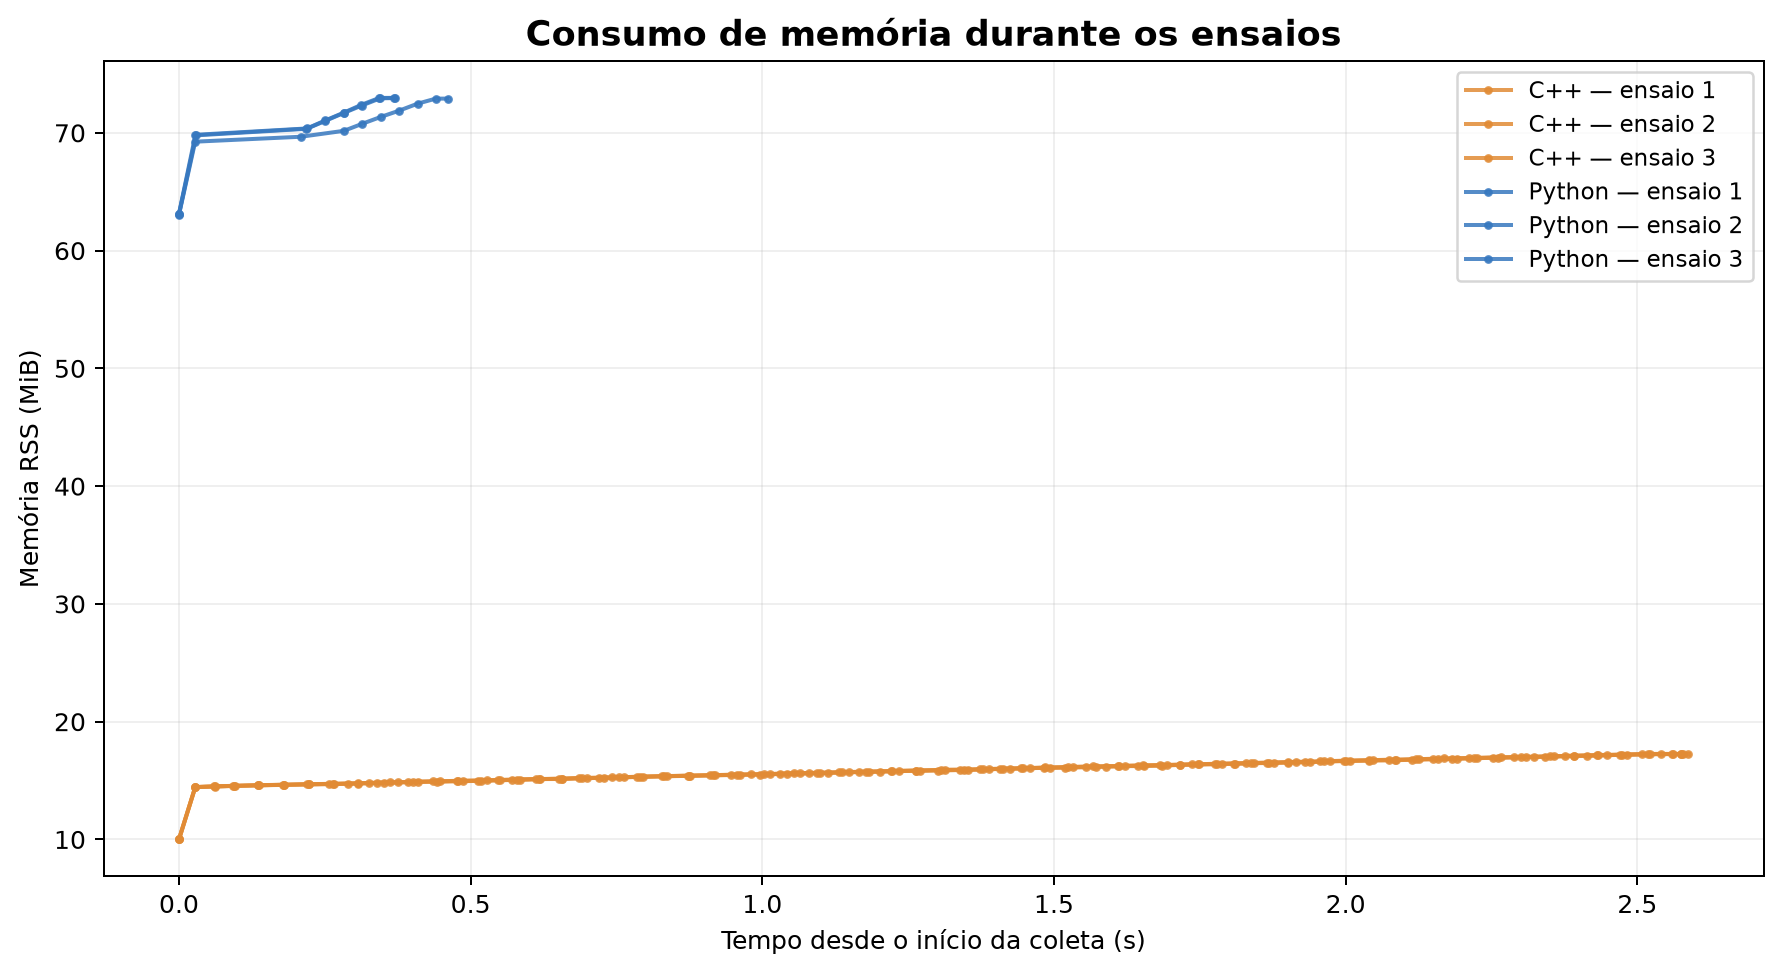 Consumo de memória durante os ensaios
C++ — ensaio 1
C++ — ensaio 2
C++ — ensaio 3
Python — ensaio 1
Python — ensaio 2
Python — ensaio 3
Memória RSS (MiB)
70
60
50
40
30
20
10
0.0 0.5 1.0 1.5 2.0 2.5
Tempo desde o início da coleta (s)